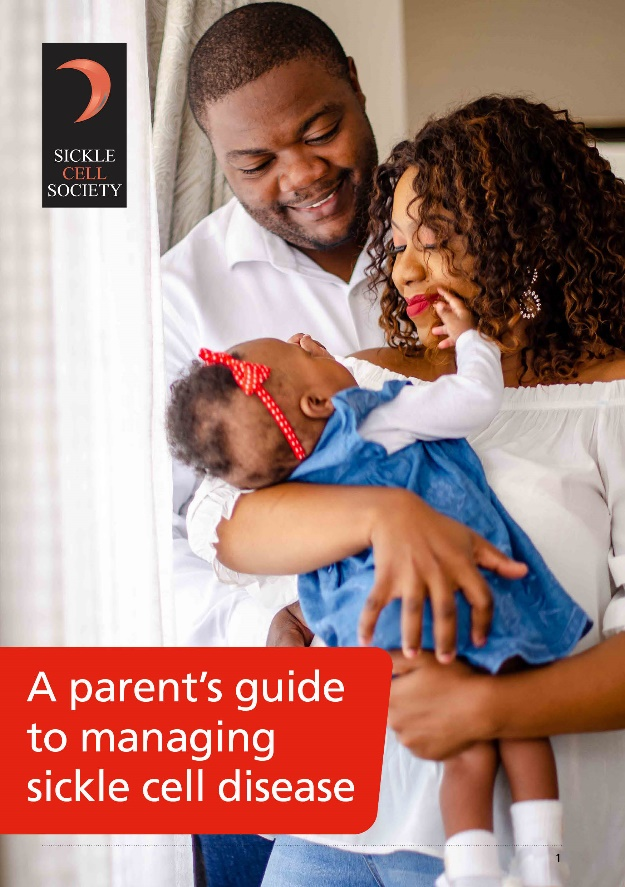 SICKLE
CELL
SOCIETY
A parent's guide
to managing
sickle cell disease
1